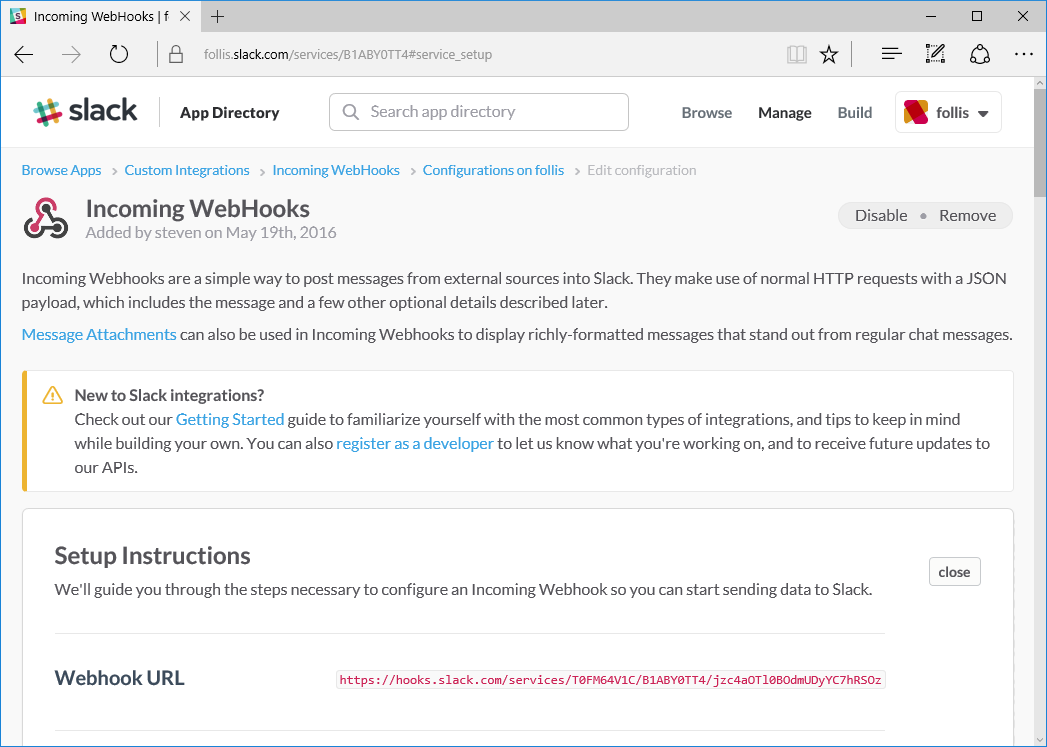 Incoming WebHooks | f
follis.slack.com/services/B1ABY0TT4#service_setup
slack App Directory Search app directory Browse Manage Build follis
Browse Apps > Custom Integrations > Incoming WebHooks > Configurations on follis > Edit configuration
Incoming WebHooks
Added by steven on May 19th, 2016
Disable • Remove
Incoming Webhooks are a simple way to post messages from external sources into Slack. They make use of normal HTTP requests with a JSON
payload, which includes the message and a few other optional details described later.
Message Attachments can also be used in Incoming Webhooks to display richly-formatted messages that stand out from regular chat messages.
New to Slack integrations?
Check out our Getting Started guide to familiarize yourself with the most common types of integrations, and tips to keep in mind
while building your own. You can also register as a developer to let us know what you're working on, and to receive future updates to
our APIs.
Setup Instructions
close
We'll guide you through the steps necessary to configure an Incoming Webhook so you can start sending data to Slack.
Webhook URL https://hooks.slack.com/services/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